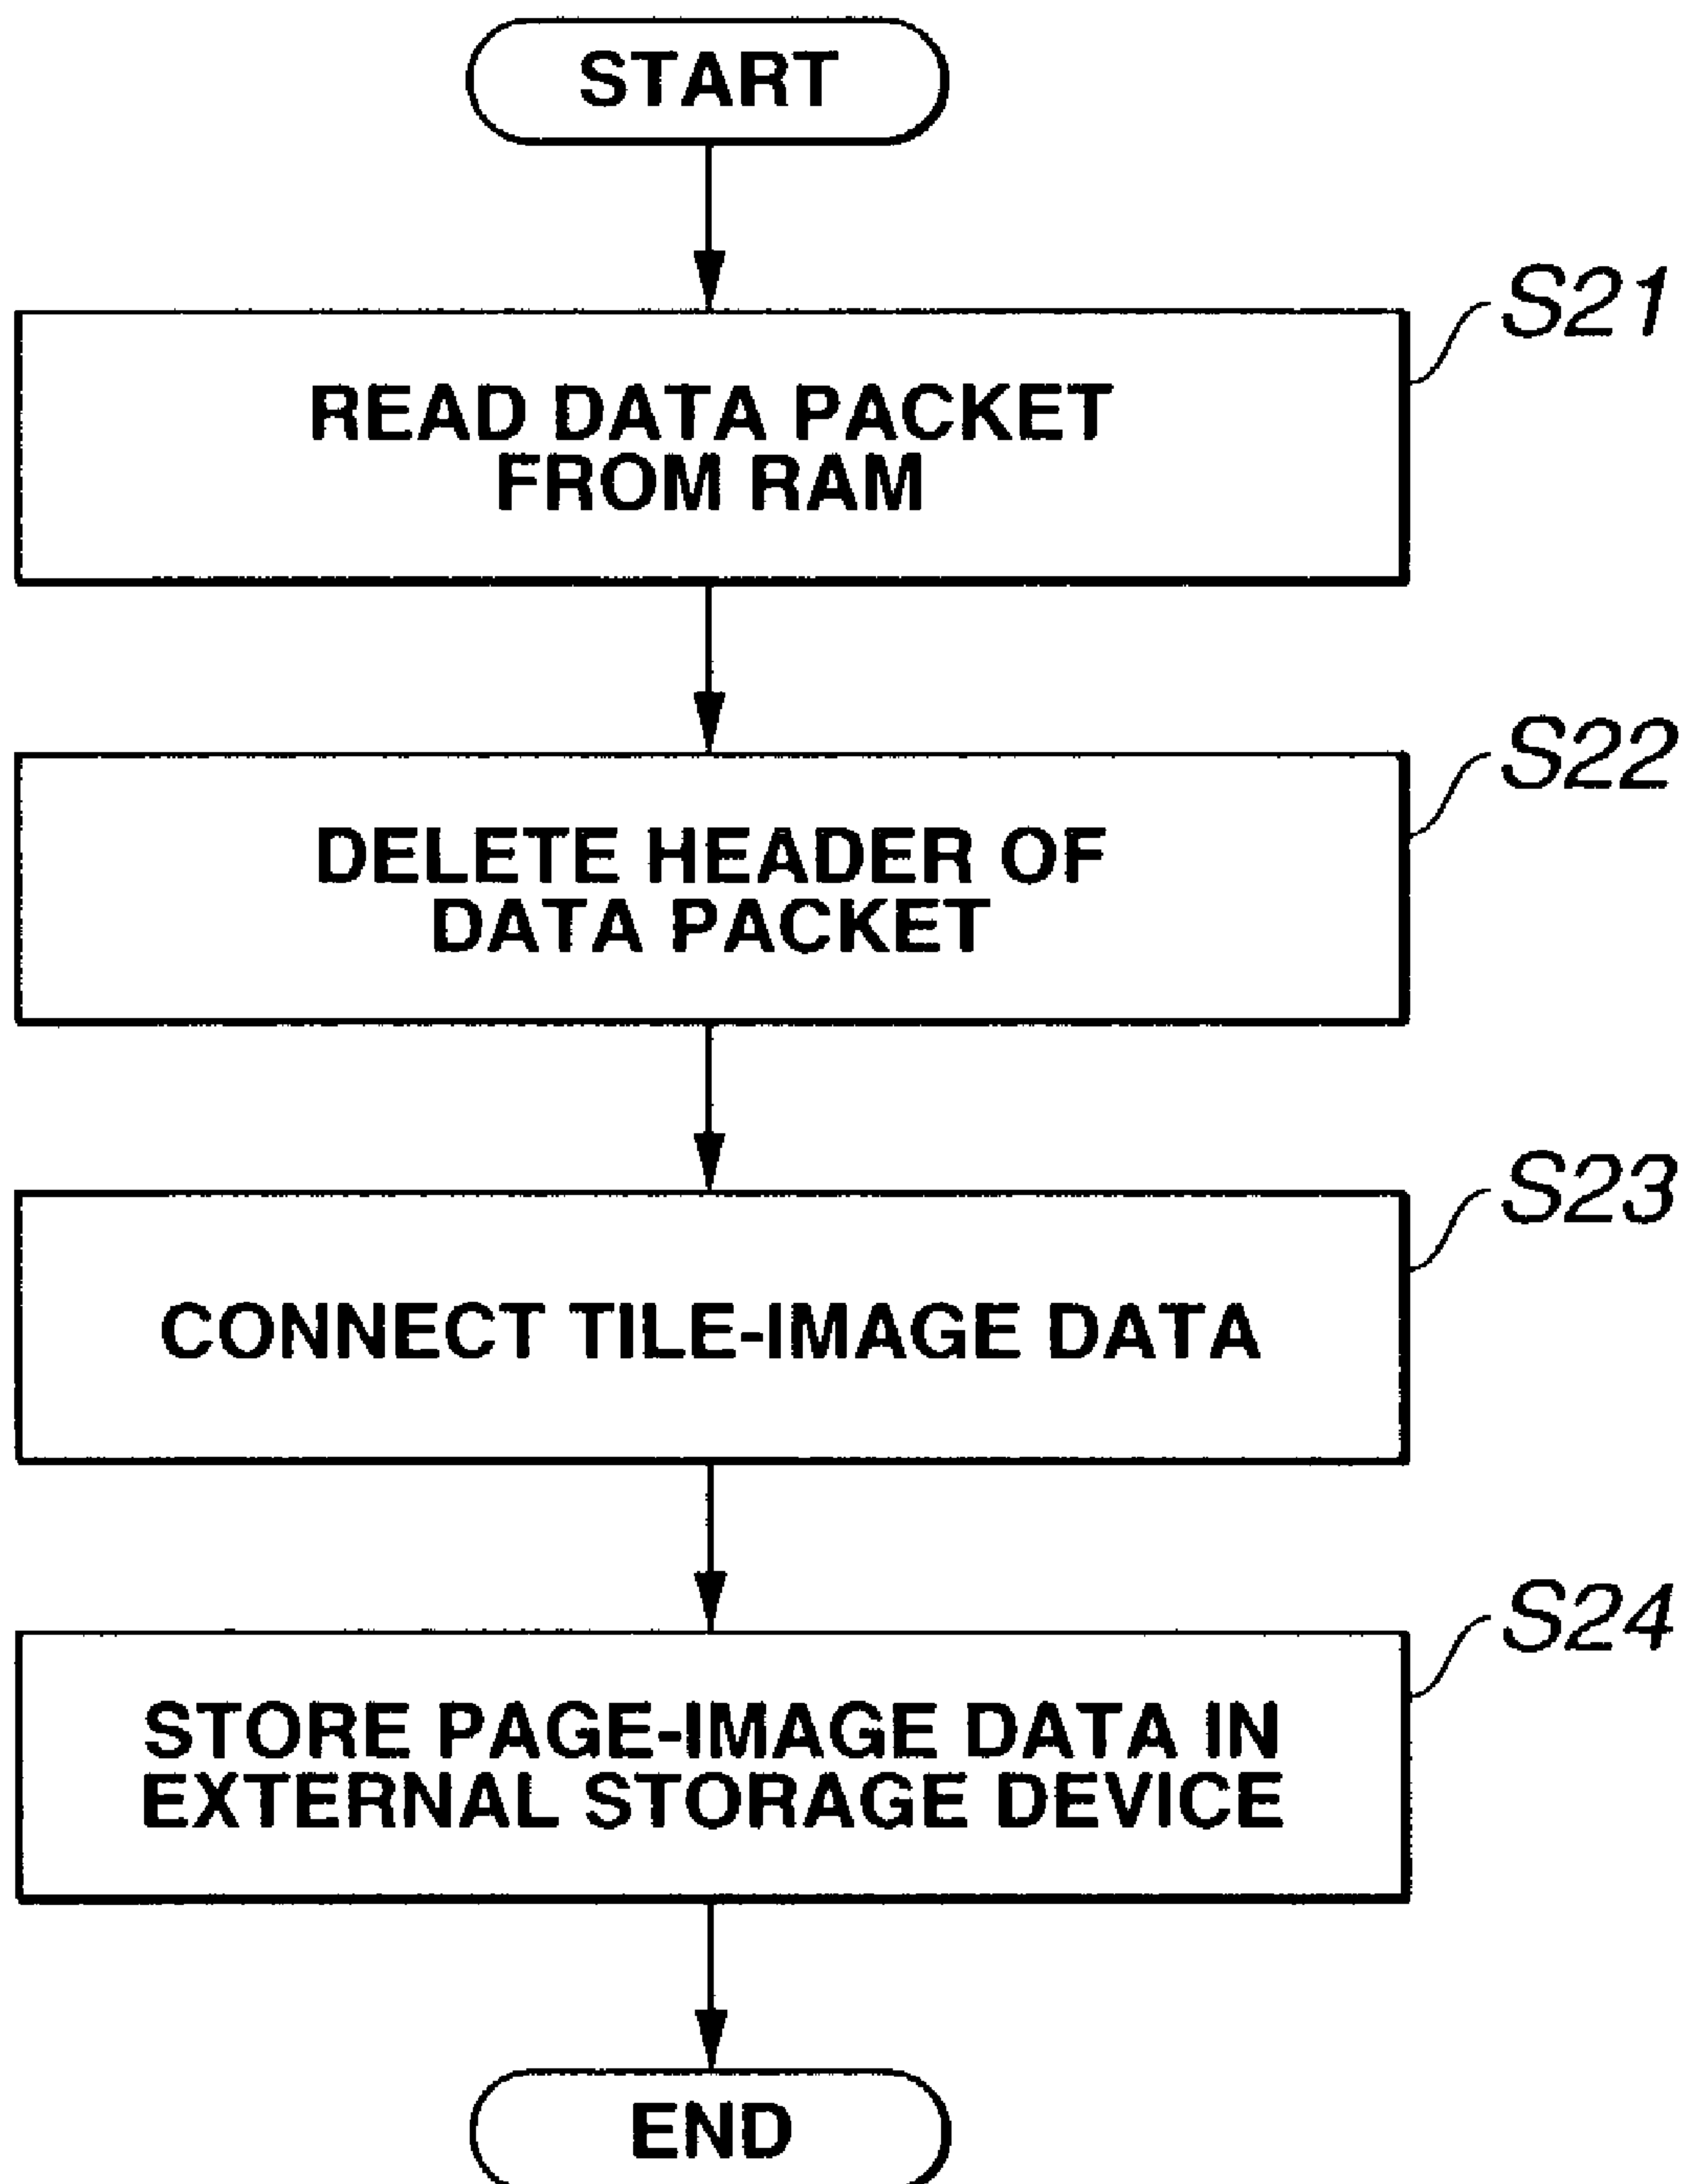 START
S21
READ DATA PACKET
FROM RAM
S22
DELETE HEADER OF
DATA PACKET
S23
CONNECT TILE-IMAGE DATA
S24
STORE PAGE-IMAGE DATA IN
EXTERNAL STORAGE DEVICE
END